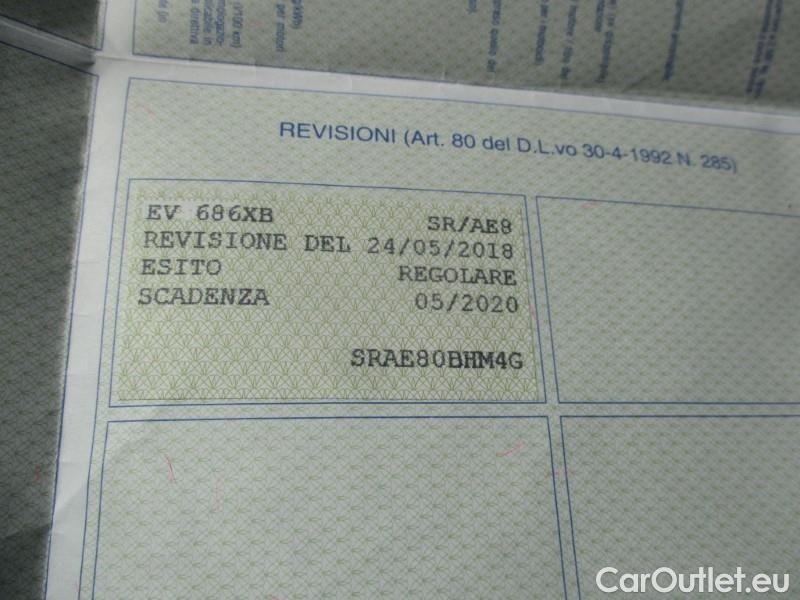 REVISIONI (Art. 80 del D.L.vo 30-4-1992 N. 285)
EV 686XB SR/AE8
REVISIONE DEL 24/05/2018
ESITO REGOLARE
SCADENZA 05/2020
SRAE80BHM4G
CarOutlet.eu